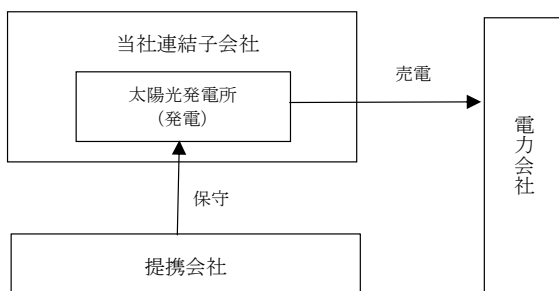 当社連結子会社
太陽光発電所
（発電）
売電
電力会社
保守
提携会社